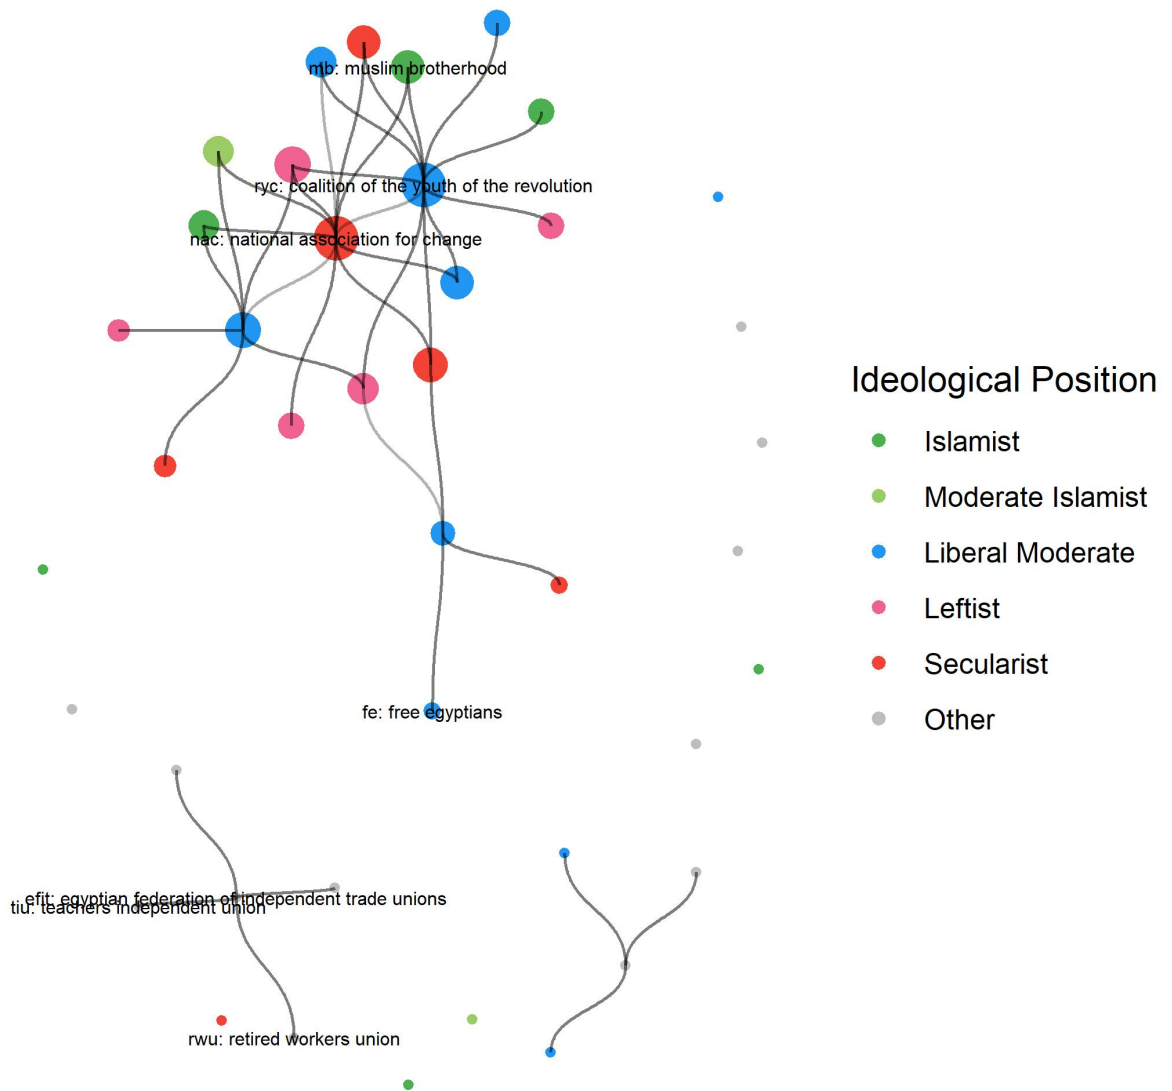 mb: muslim brotherhood
ryc: coalition of the youth of the revolution
nac: national association for change
Ideological Position
Islamist
Moderate Islamist
Liberal Moderate
Leftist
Secularist
Other
fe: free egyptians
efit: egyptian federation of independent trade unions
tiu: teachers independent union
rwu: retired workers union